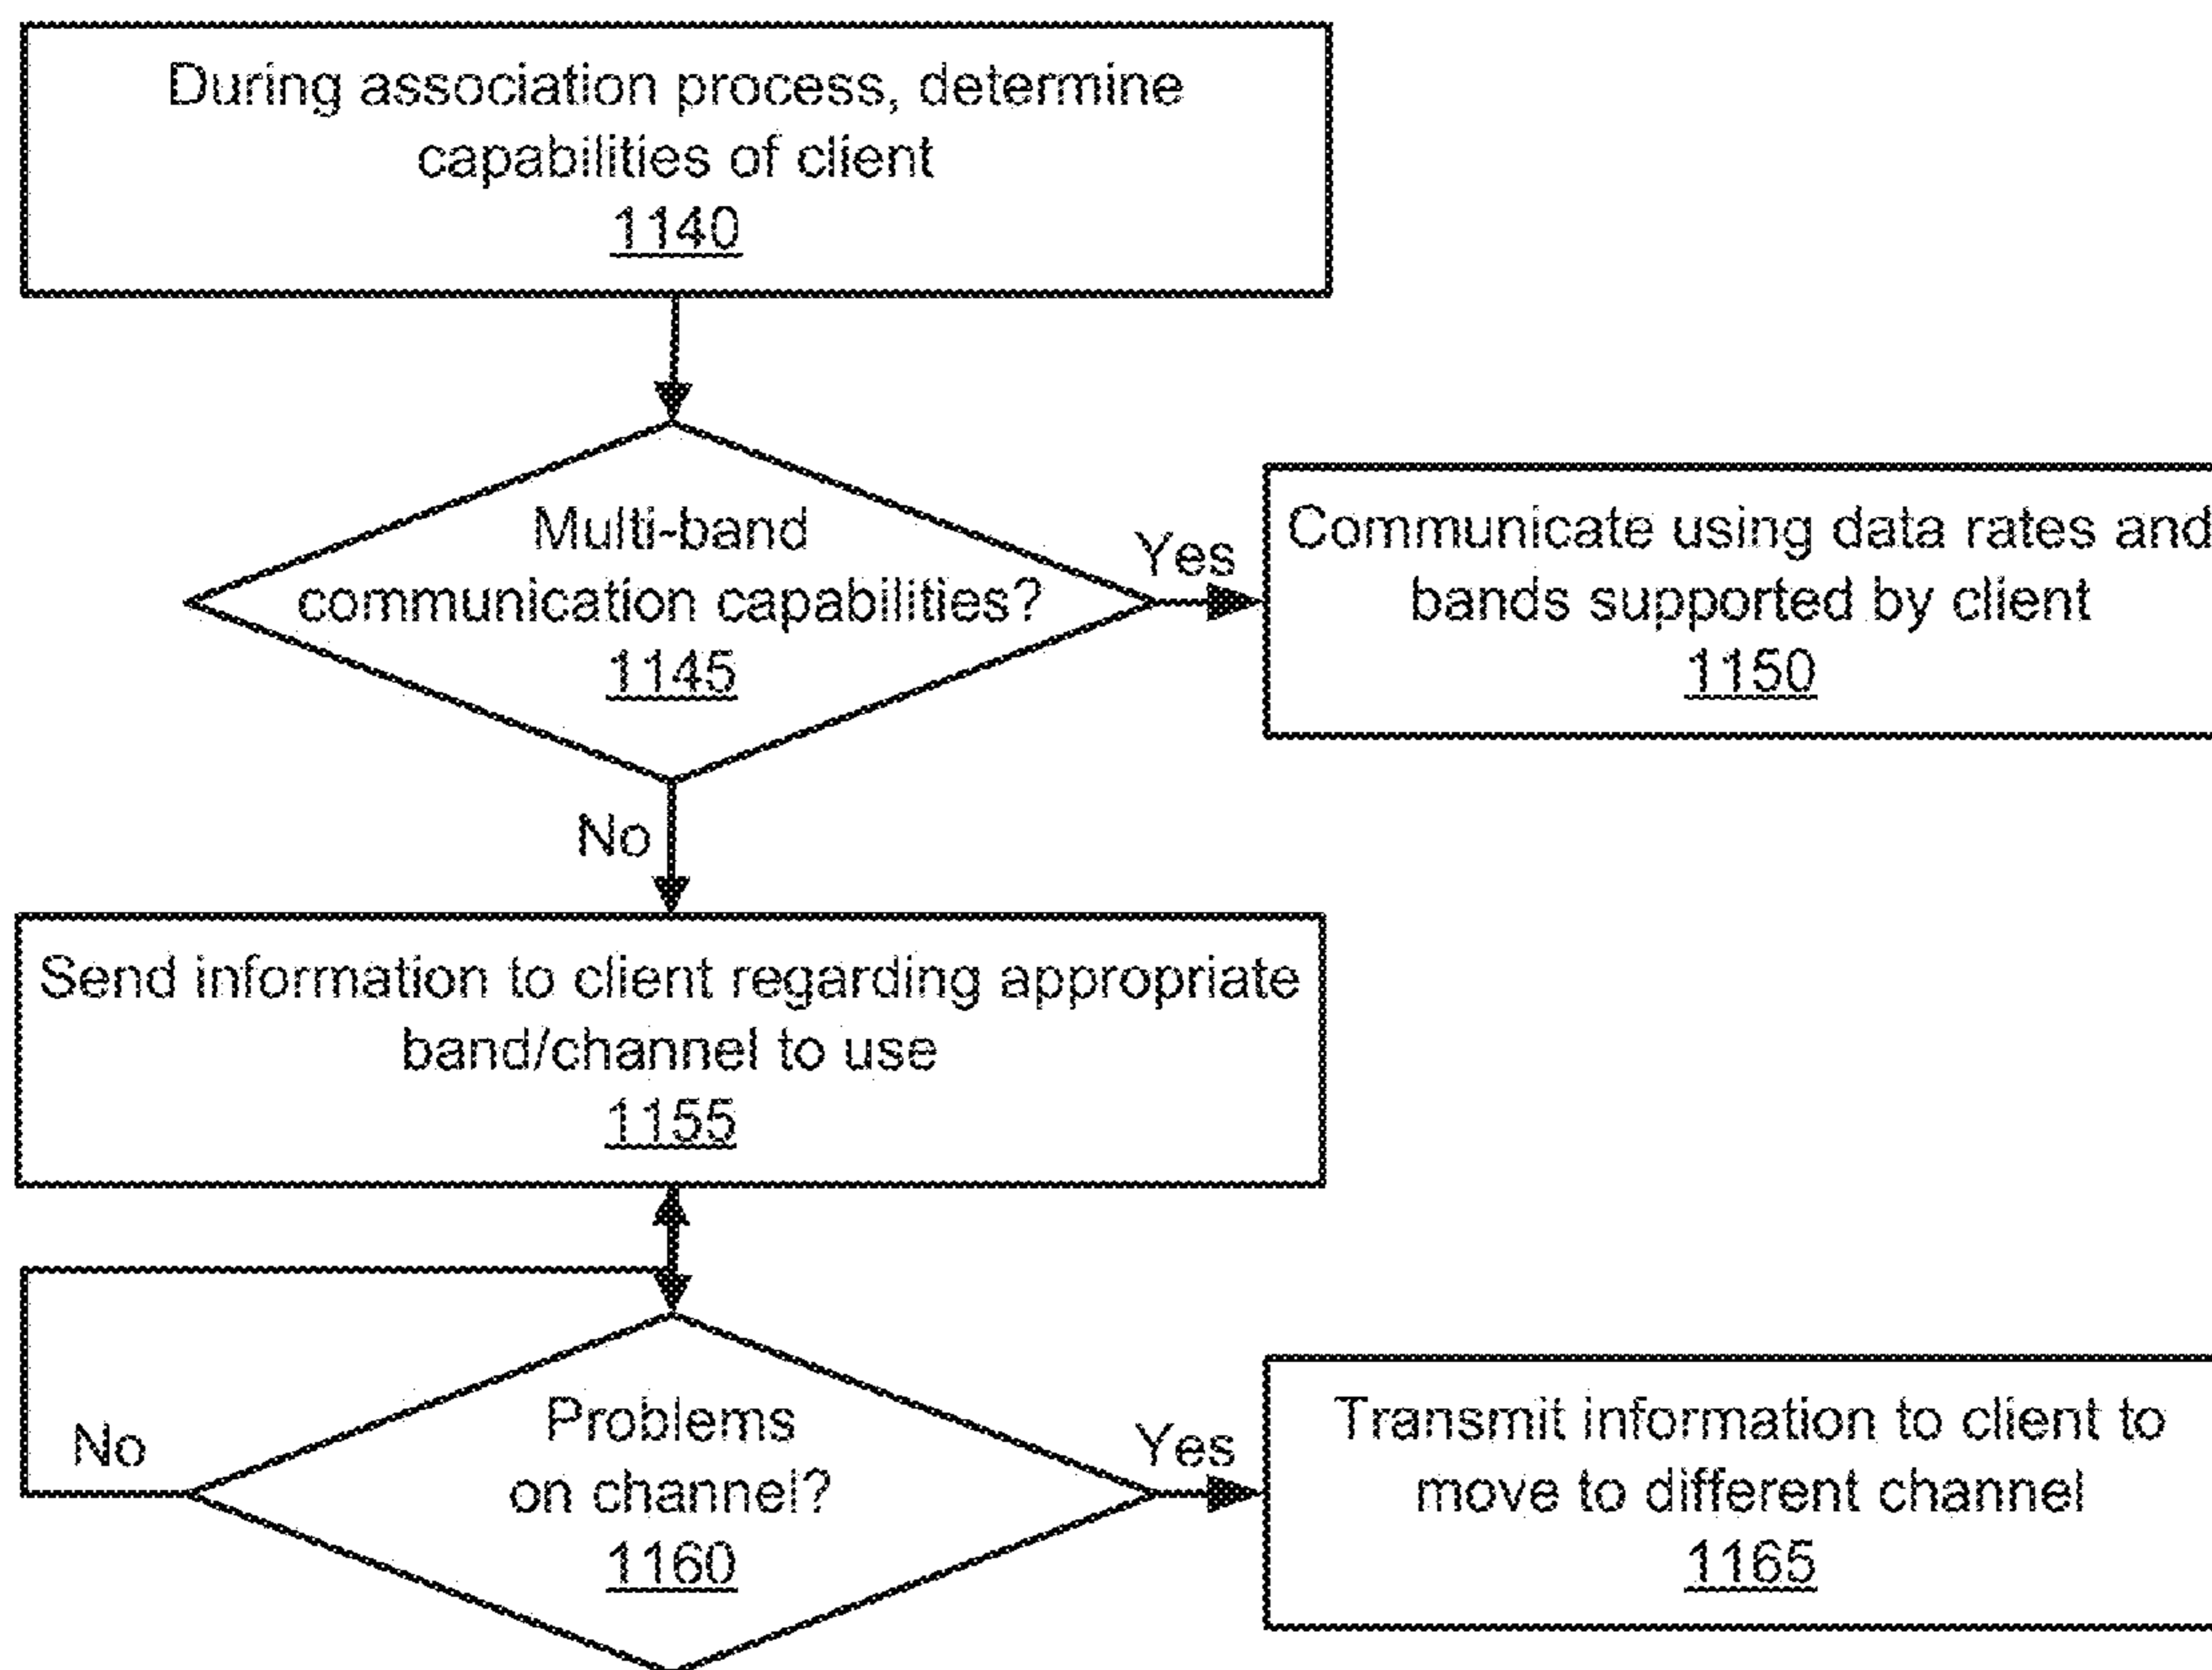 During association process, determine
capabilities of client
1140
Multi-band
communication capabilities?
1145
Yes
Communicate using data rates and
bands supported by client
1150
No
Send information to client regarding appropriate
band/channel to use
1155
No
Problems
on channel?
1160
Yes
Transmit information to client to
move to different channel
1165